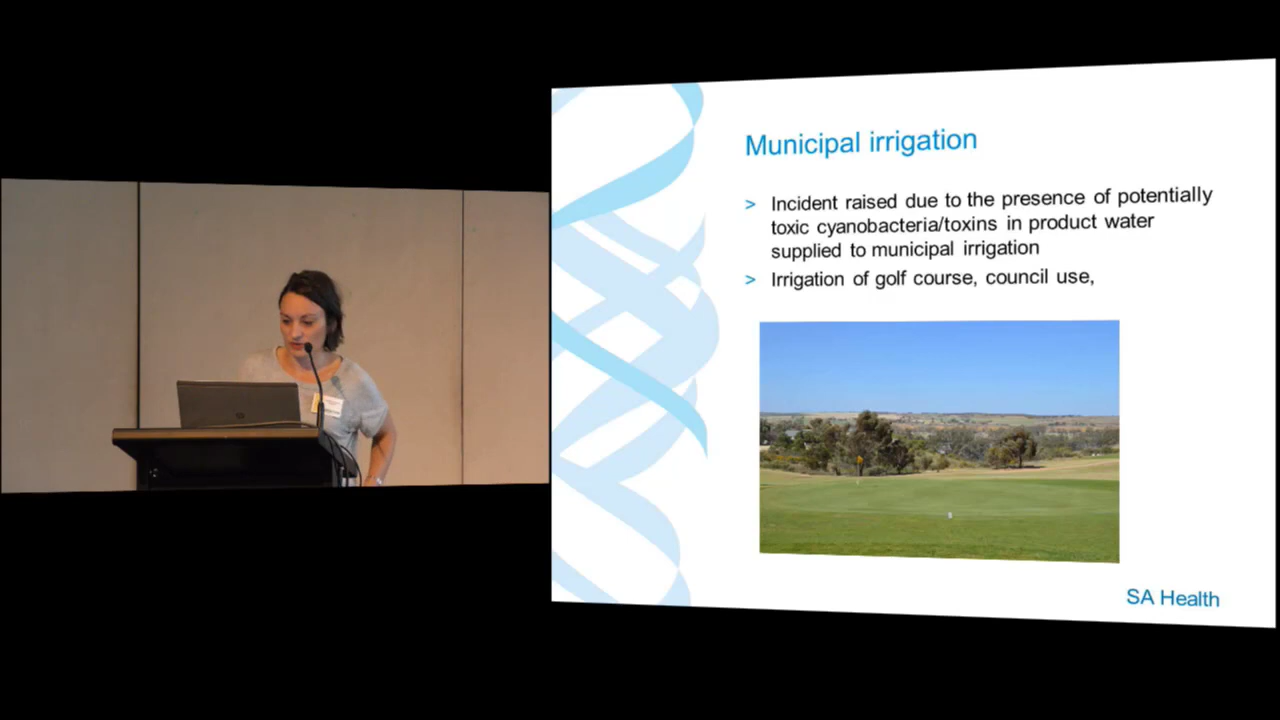 Municipal irrigation
> Incident raised due to the presence of potentially
toxic cyanobacteria/toxins in product water
supplied to municipal irrigation
> Irrigation of golf course, council use,
SA Health